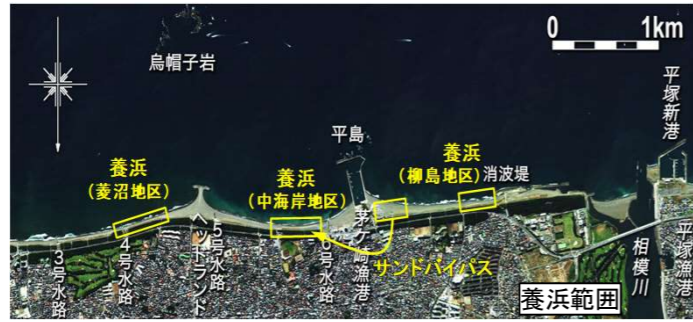 0 1km
烏帽子岩
平塚新港
平島
養浜
(柳島地区)
消波堤
養浜
(菱沼地区)
養浜
(中海岸地区)
3号水路
4号水路
ヘッドランド
5号水路
6号水路
茅ケ崎漁港
サンドバイパス
相模川
平塚漁港
養浜範囲